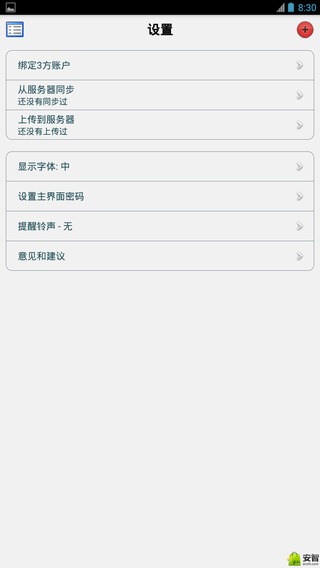 8:30
设置
绑定3方账户
从服务器同步
还没有同步过
上传到服务器
还没有上传过
显示字体: 中
设置主界面密码
提醒铃声 - 无
意见和建议
安智
anzhi.com